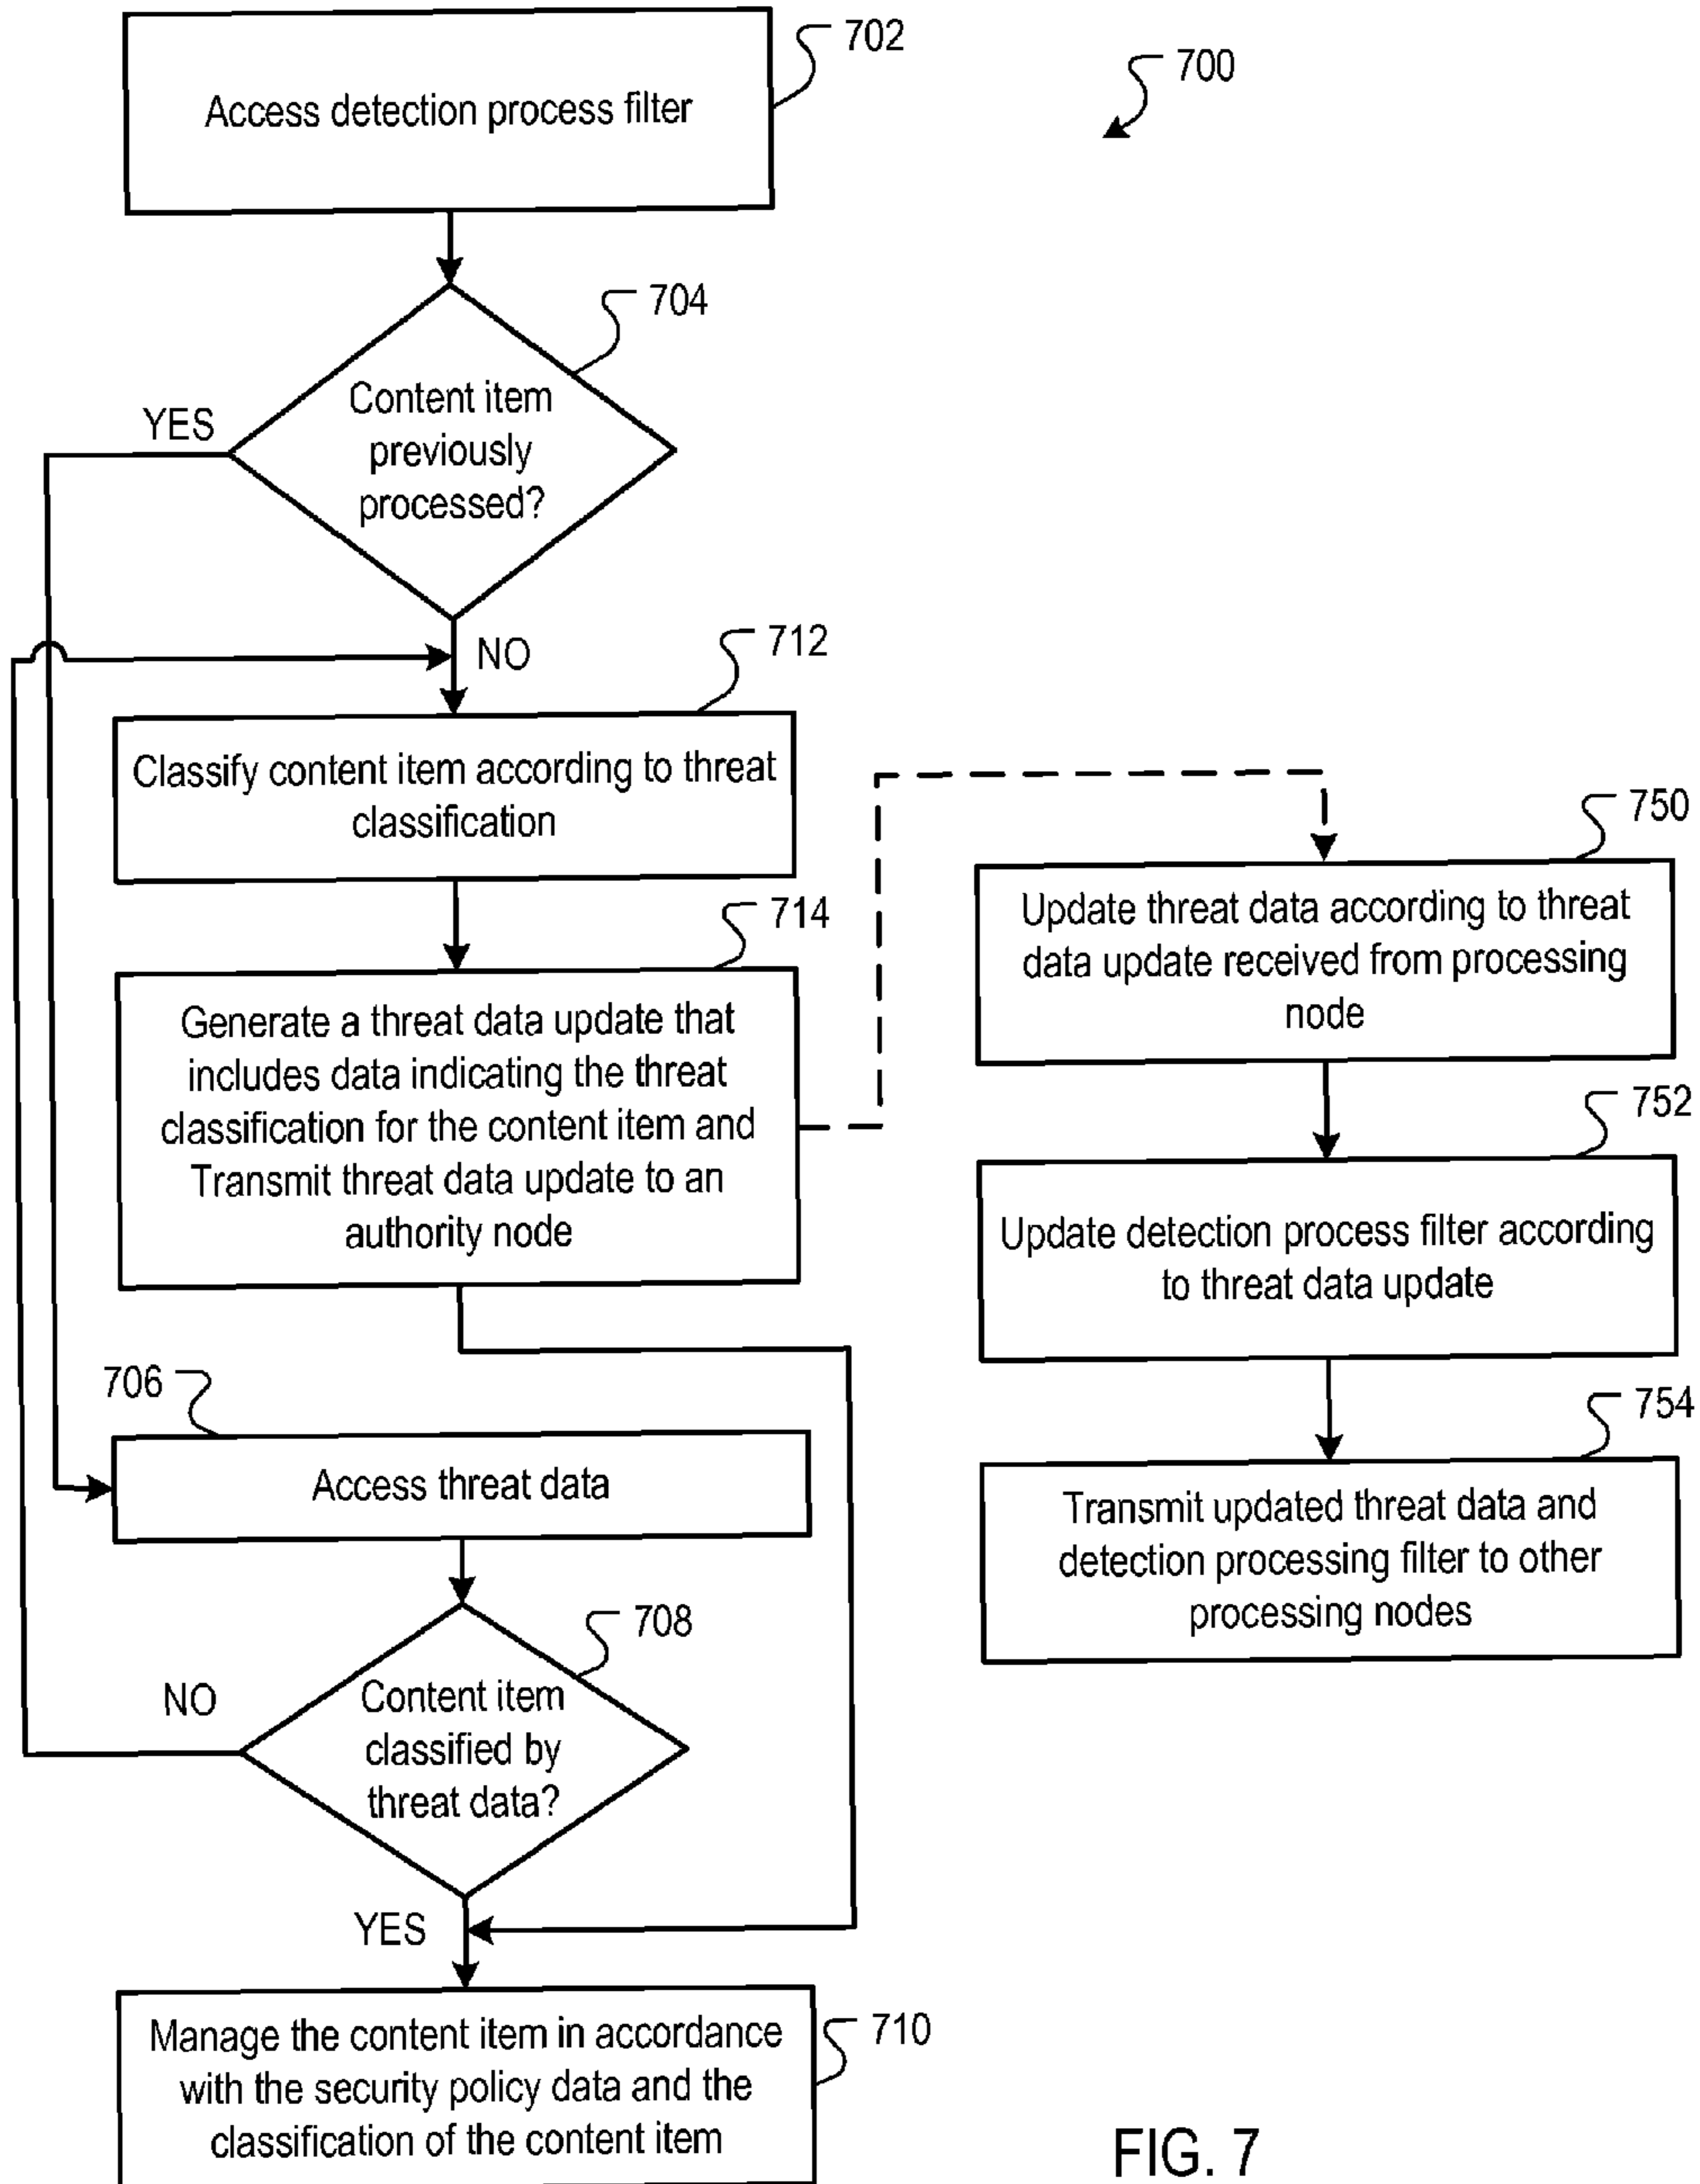 702
700
Access detection process filter
704
Content item
previously
processed?
YES
NO
712
Classify content item according to threat
classification
714
Generate a threat data update that
includes data indicating the threat
classification for the content item and
Transmit threat data update to an
authority node
706
Access threat data
708
Content item
classified by
threat data?
NO
YES
710
Manage the content item in accordance
with the security policy data and the
classification of the content item
750
Update threat data according to threat
data update received from processing
node
752
Update detection process filter according
to threat data update
754
Transmit updated threat data and
detection processing filter to other
processing nodes
FIG. 7